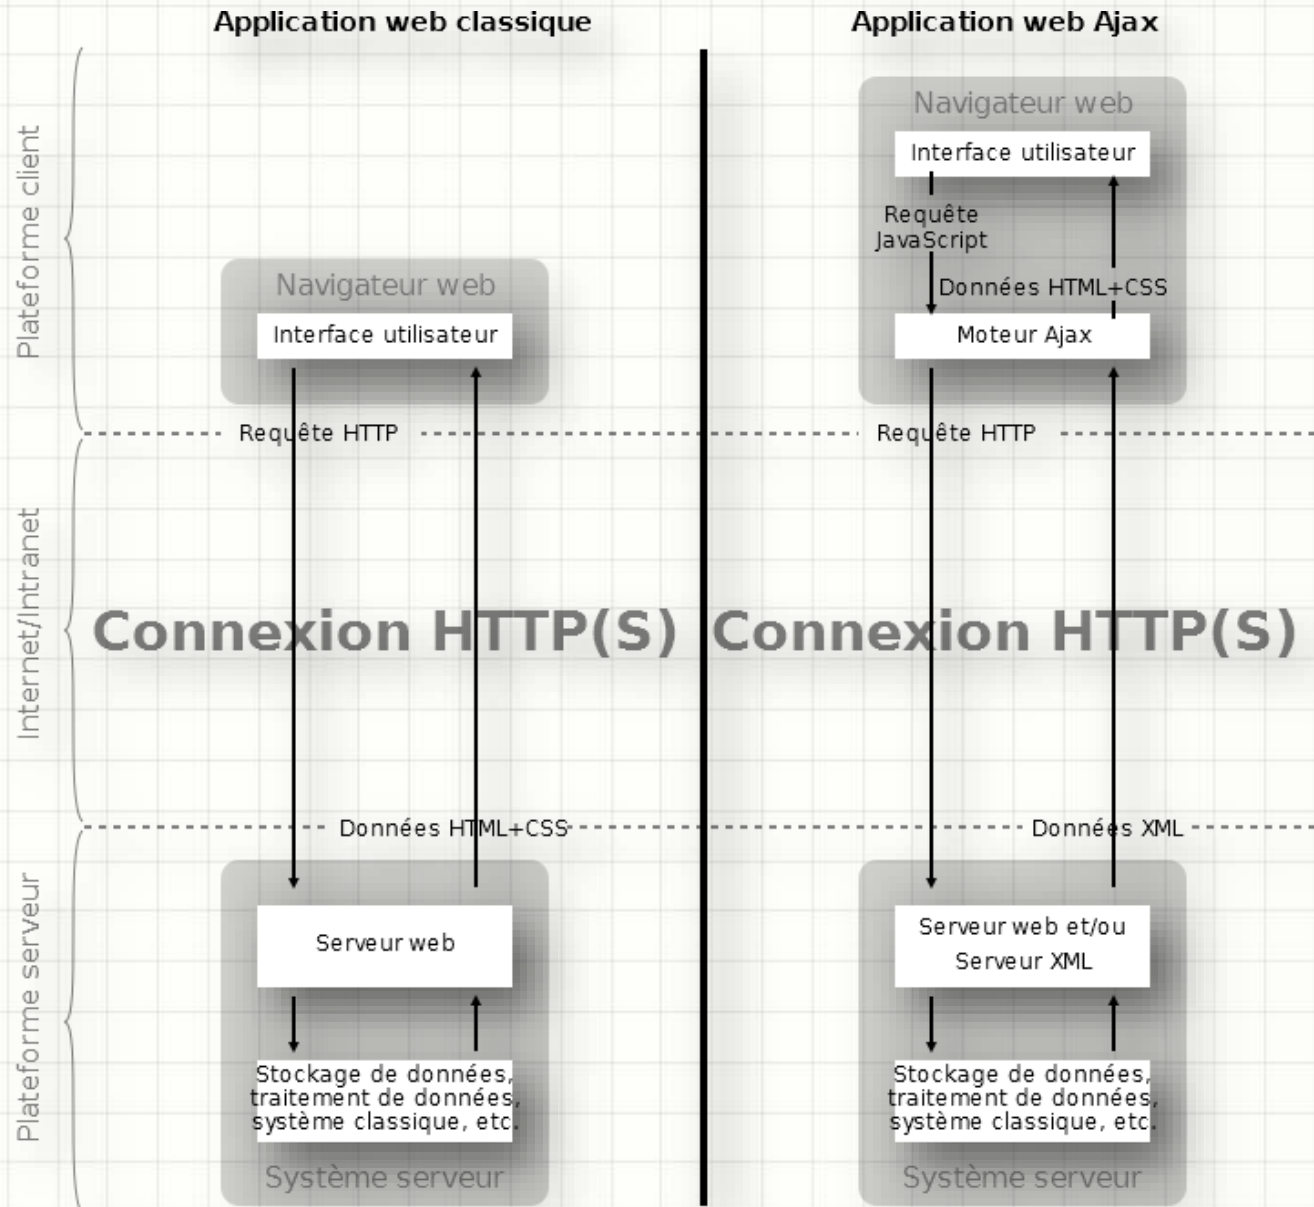 Application web classique
Application web Ajax
Plateforme client
Internet/Intranet
Plateforme serveur
Navigateur web
Interface utilisateur
Requête HTTP
Connexion HTTP(S)
Données HTML+CSS
Serveur web
Stockage de données,
traitement de données,
système classique, etc.
Système serveur
Navigateur web
Interface utilisateur
Requête
JavaScript
Données HTML+CSS
Moteur Ajax
Requête HTTP
Connexion HTTP(S)
Données XML
Serveur web et/ou
Serveur XML
Stockage de données,
traitement de données,
système classique, etc.
Système serveur